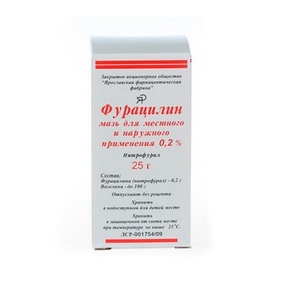 Закрытое акционерное общество
"Ярославская фармацевтическая
фабрика"
ЯФ
Фурацилин
мазь для местного
и наружного
применения 0,2 %
Нитрофурал
25 г
Состав:
Фурацилина (нитрофурал) - 0,2 г
Вазелина - до 100 г
Отпускают без рецепта
Хранить
в недоступном для детей месте
Хранить
в защищенном от света месте
при температуре не выше 25°С.
ЛСР-001754/09